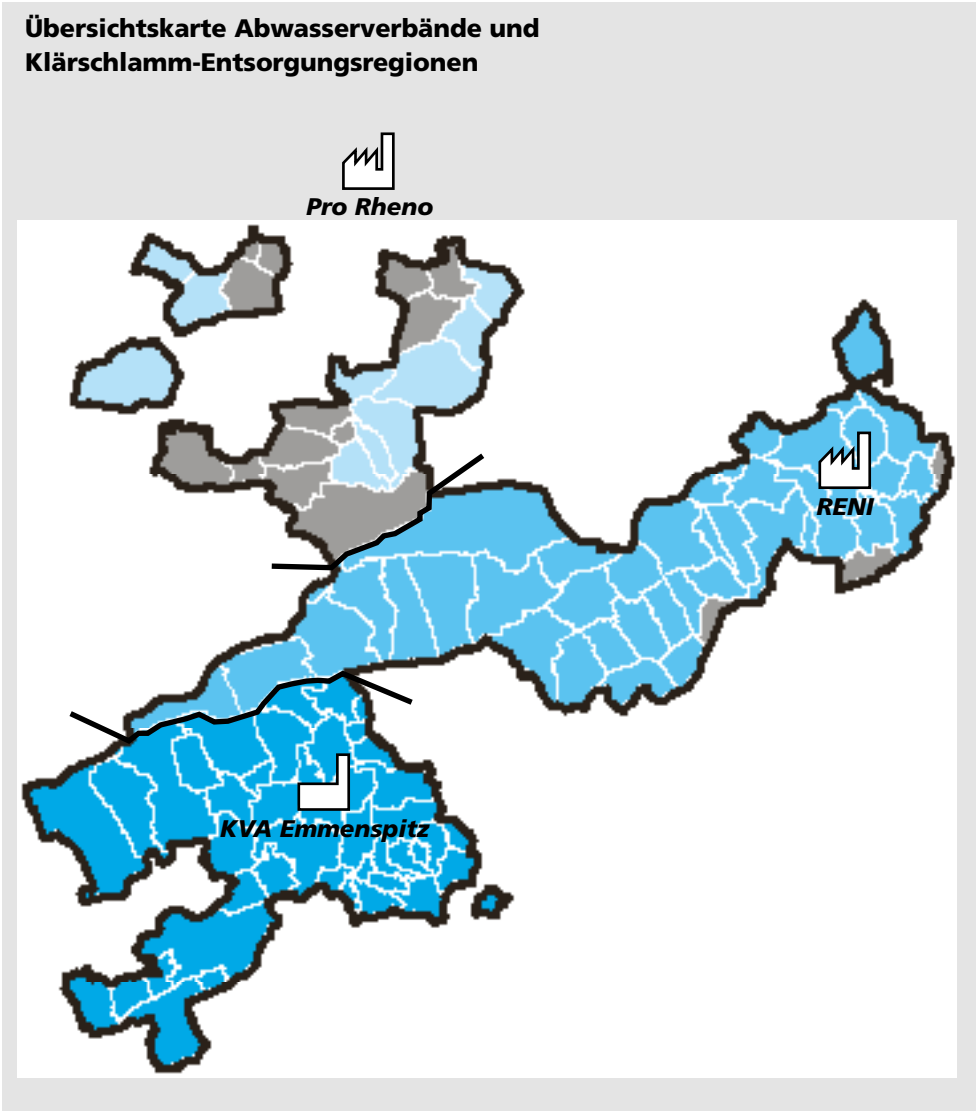 Übersichtskarte Abwasserverbände und
Klärschlamm-Entsorgungsregionen
Pro Rheno
RENI
KVA Emmenspitz